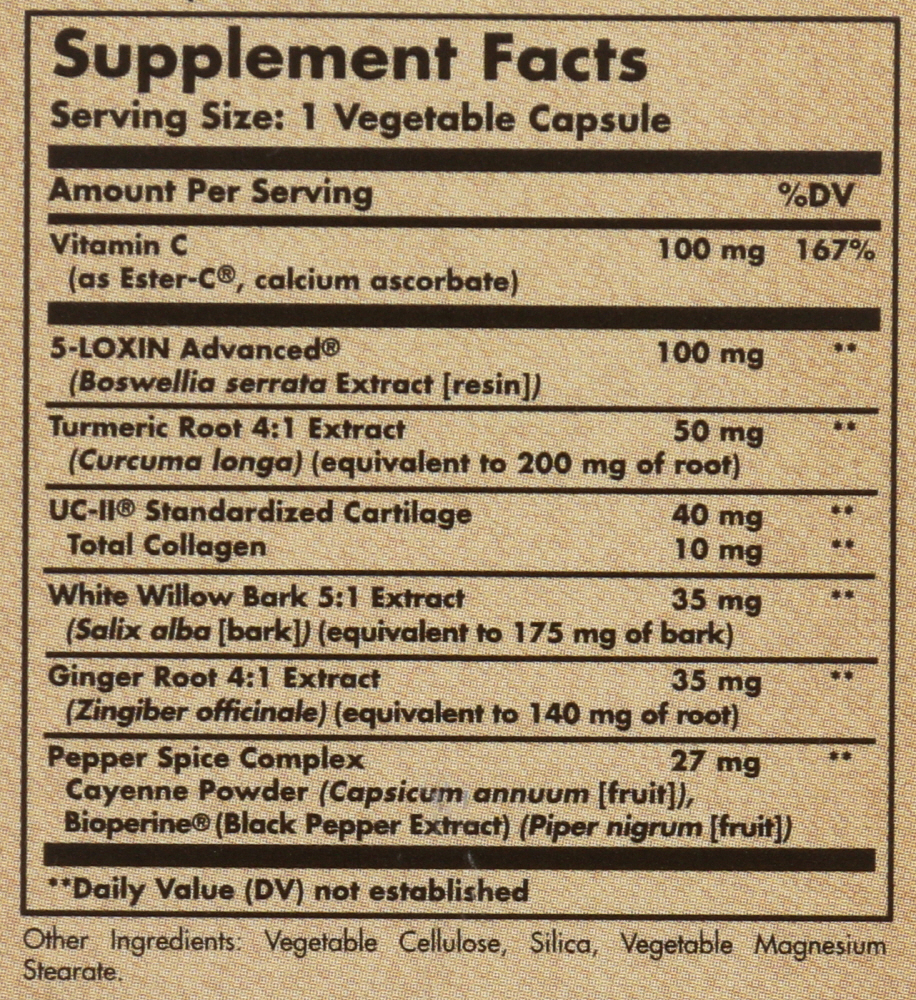 Supplement Facts
Serving Size: 1 Vegetable Capsule
Amount Per Serving %DV
Vitamin C 100 mg 167%
(as Ester-C®, calcium ascorbate)
5-LOXIN Advanced® 100 mg **
(Boswellia serrata Extract [resin])
Turmeric Root 4:1 Extract 50 mg **
(Curcuma longa) (equivalent to 200 mg of root)
UC-II® Standardized Cartilage 40 mg **
Total Collagen 10 mg **
White Willow Bark 5:1 Extract 35 mg **
(Salix alba [bark]) (equivalent to 175 mg of bark)
Ginger Root 4:1 Extract 35 mg **
(Zingiber officinale) (equivalent to 140 mg of root)
Pepper Spice Complex 27 mg **
Cayenne Powder (Capsicum annuum [fruit]),
Bioperine® (Black Pepper Extract) (Piper nigrum [fruit])
**Daily Value (DV) not established
Other Ingredients: Vegetable Cellulose, Silica, Vegetable Magnesium
Stearate.